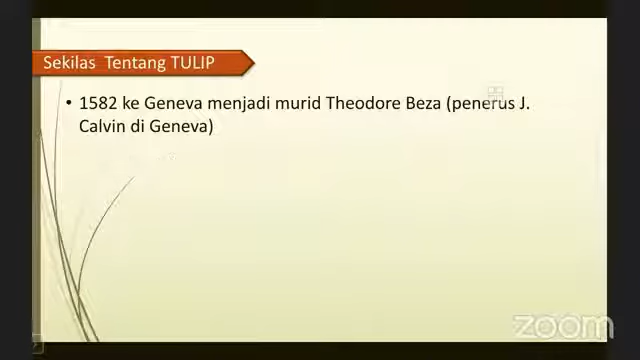 Sekilas Tentang TULIP
• 1582 ke Geneva menjadi murid Theodore Beza (penerus J.
Calvin di Geneva)
zoom